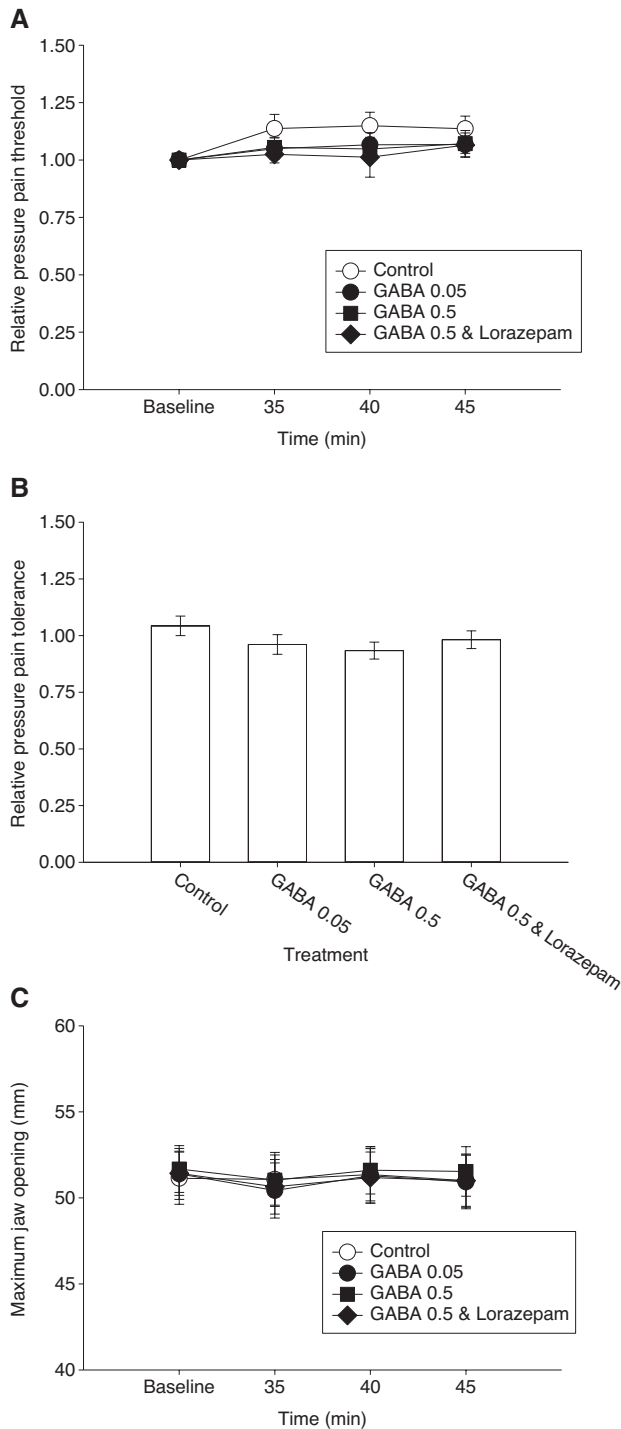 A
Relative pressure pain threshold
1.50
1.25
1.00
0.75
0.50
0.25
0.00
Control
GABA 0.05
GABA 0.5
GABA 0.5 & Lorazepam
Baseline 35 40 45
Time (min)
B
Relative pressure pain tolerance
1.50
1.25
1.00
0.75
0.50
0.25
0.00
Control
GABA 0.05
GABA 0.5
GABA 0.5 & Lorazepam
Treatment
C
Maximum jaw opening (mm)
60
55
50
45
40
Control
GABA 0.05
GABA 0.5
GABA 0.5 & Lorazepam
Baseline 35 40 45
Time (min)